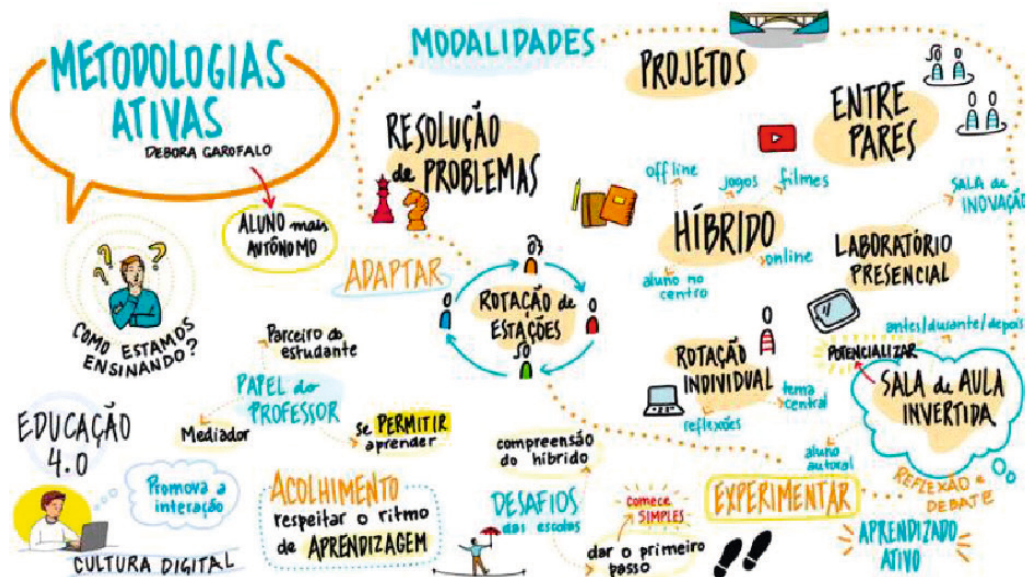 METODOLOGIAS
ATIVAS
DEBORA GAROFALO
ALUNO mais
AUTÔNOMO
COMO ESTAMOS
ENSINANDO?
MODALIDADES
RESOLUÇÃO
de PROBLEMAS
PROJETOS
ENTRE
PARES
ADAPTAR
ROTAÇÃO de
ESTAÇÕES
offline
jogos
filmes
HÍBRIDO
online
aluno no
centro
SALA de
INOVAÇÃO
LABORATÓRIO
PRESENCIAL
ROTAÇÃO
INDIVIDUAL
tema
central
reflexões
antes/durante/depois
POTENCIALIZAR
SALA de AULA
INVERTIDA
aluno
autoral
REFLEXÃO e
DEBATE
APRENDIZADO
ATIVO
Parceiro do
estudante
PAPEL do
PROFESSOR
Mediador
se PERMITIR
aprender
EDUCAÇÃO
4.0
Promova a
interação
CULTURA DIGITAL
ACOLHIMENTO
respeitar o ritmo
de APRENDIZAGEM
compreensão
do híbrido
DESAFIOS
das escolas
comece
SIMPLES
dar o primeiro
passo
EXPERIMENTAR